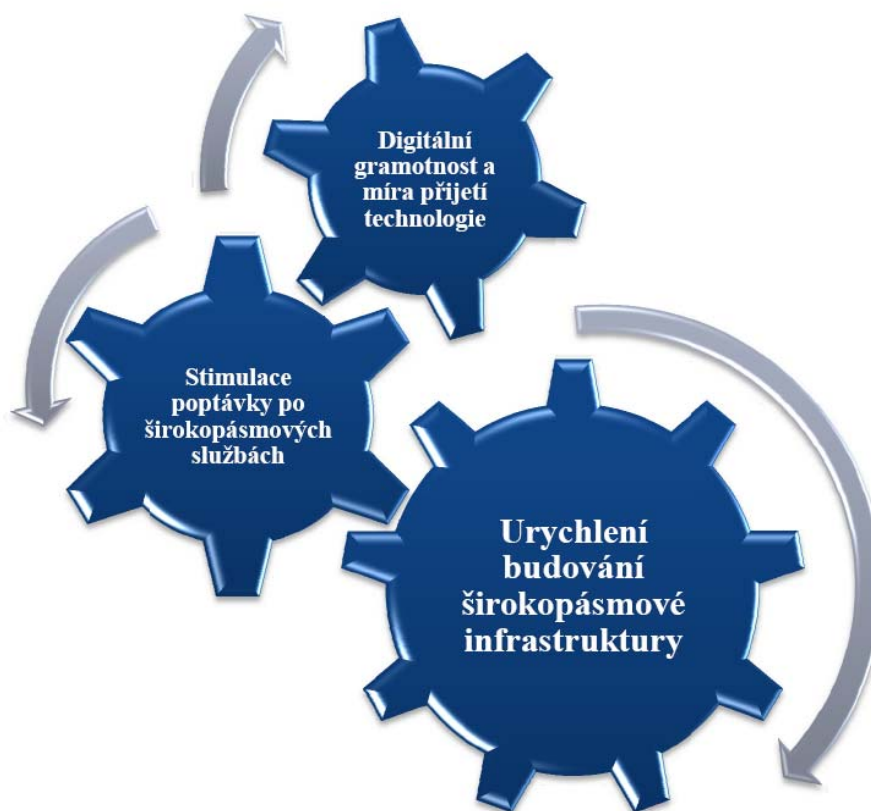 Digitální
gramotnost a
míra přijetí
technologie
Stimulace
poptávky po
širokopásmových
službách
Urychlení
budování
širokopásmové
infrastruktury